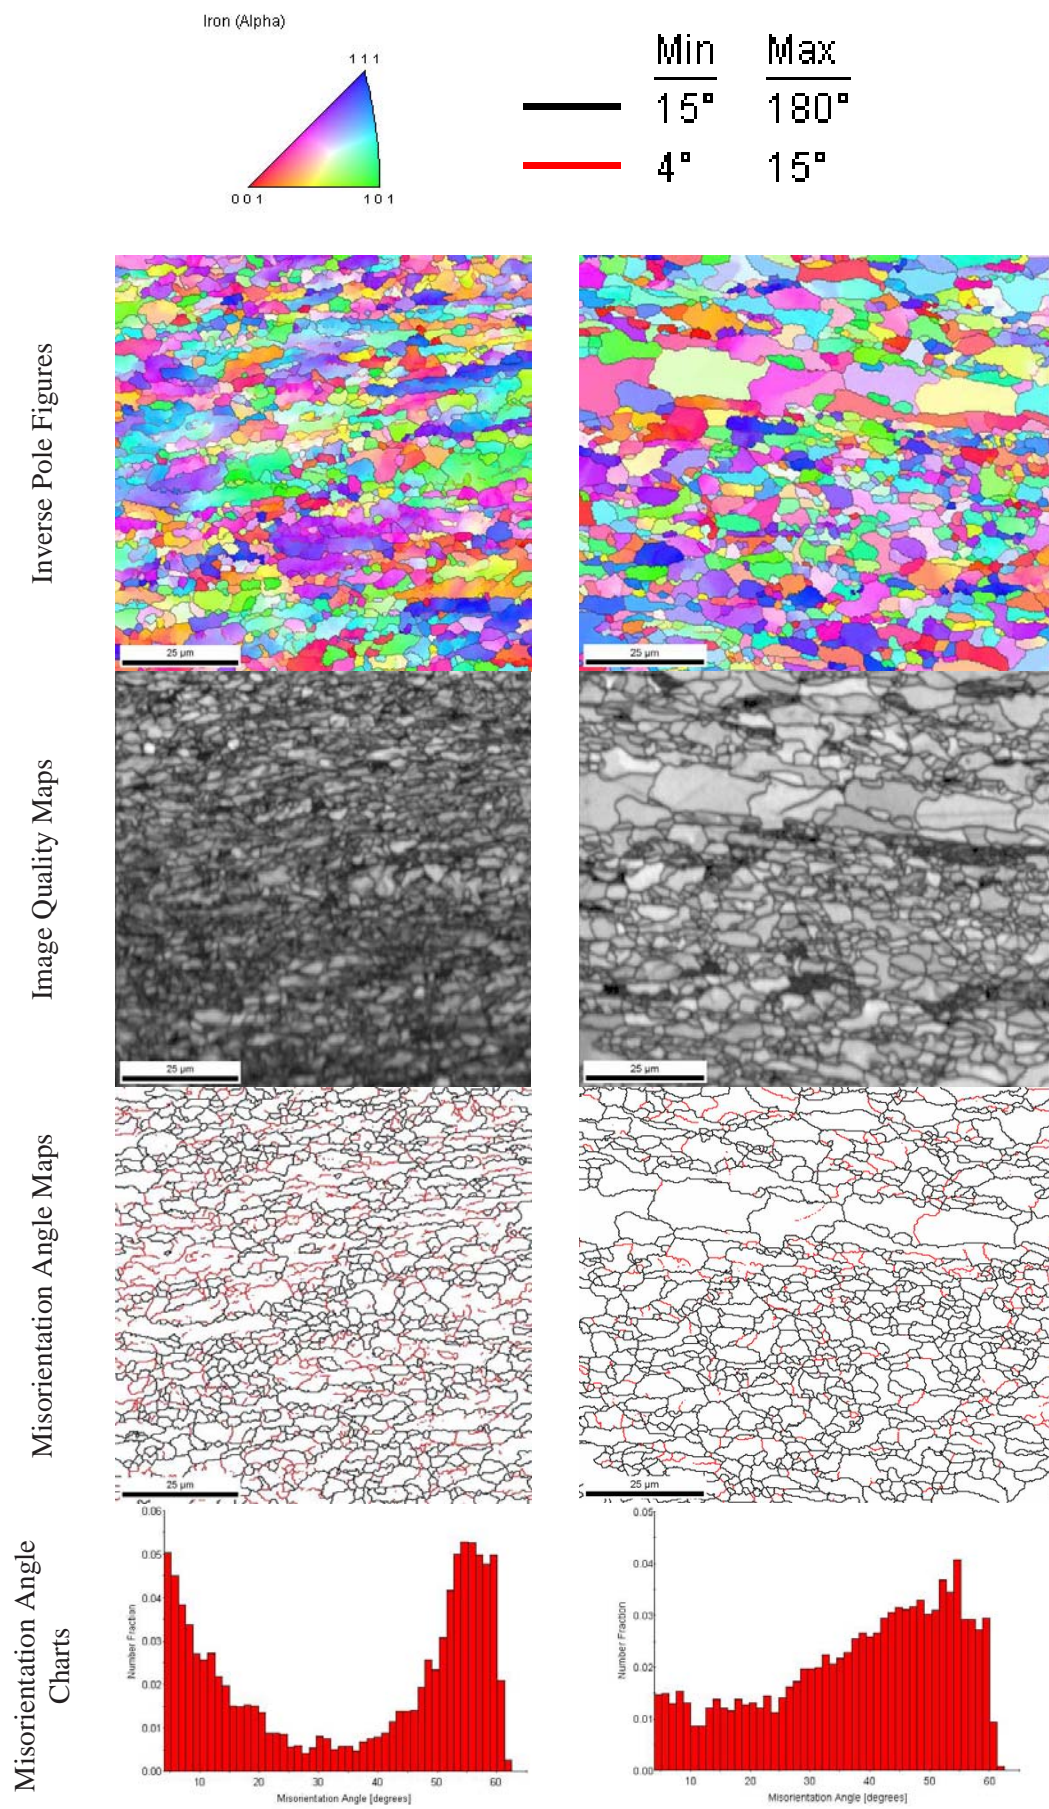 Iron (Alpha)
111
001
101
Min Max
15° 180°
4° 15°
Inverse Pole Figures
25 µm
25 µm
Image Quality Maps
25 µm
25 µm
Misorientation Angle Maps
25 µm
25 µm
Misorientation Angle
Charts
Number Fraction
0.06
0.05
0.04
0.03
0.02
0.01
0.00
10 20 30 40 50 60
Misorientation Angle [degrees]
Number Fraction
0.05
0.04
0.03
0.02
0.01
0.00
10 20 30 40 50 60
Misorientation Angle [degrees]